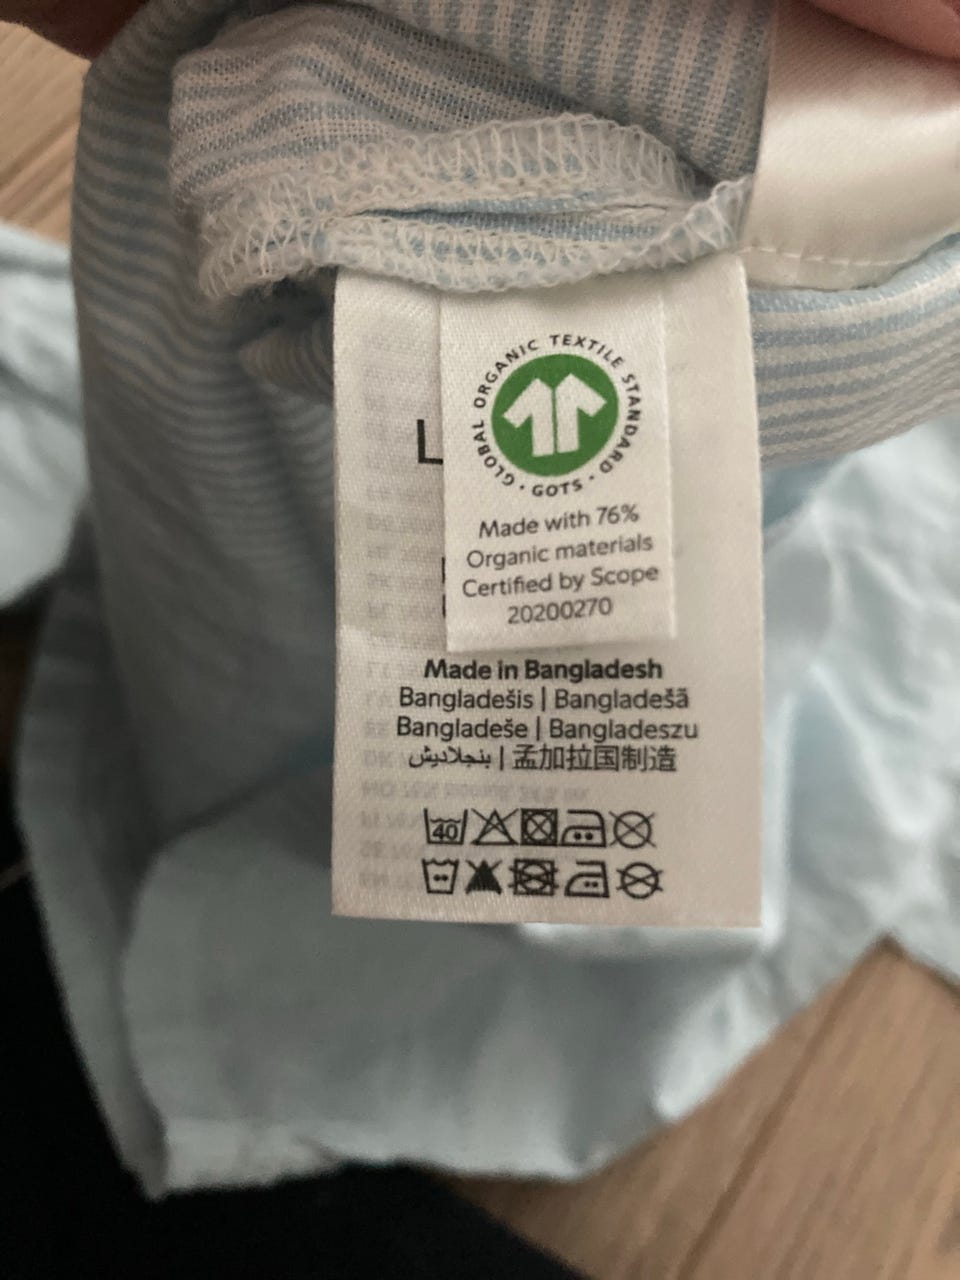 GLOBAL ORGANIC TEXTILE STANDARD · GOTS ·
L
Made with 76%
Organic materials
Certified by Scope
20200270
Made in Bangladesh
Bangladešis | Bangladešā
Bangladeše | Bangladeszu
بنجلاديش | 孟加拉国制造
40